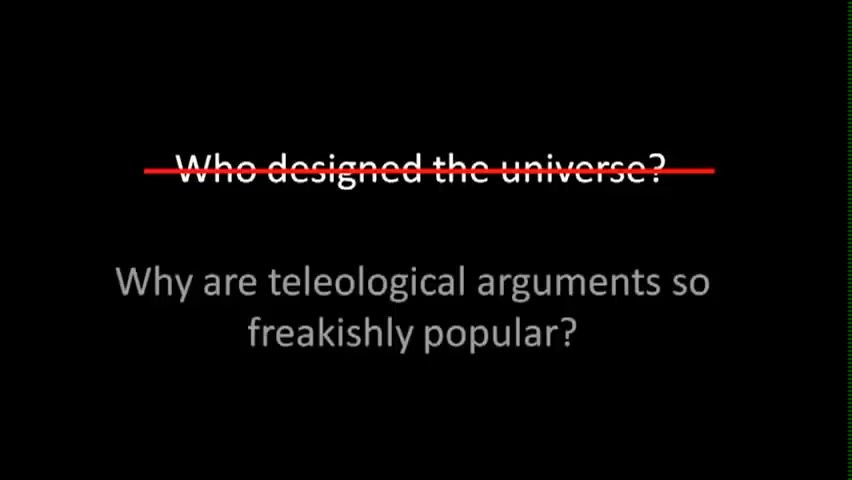 Who designed the universe?
Why are teleological arguments so
freakishly popular?